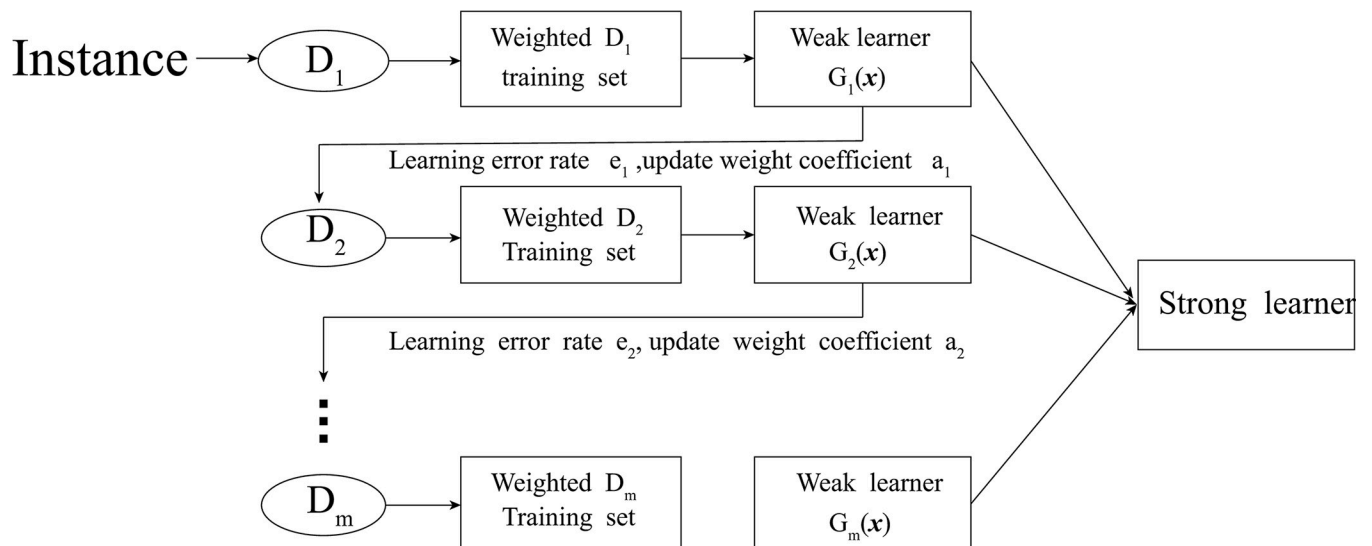 Instance
D₁
Weighted D₁
training set
Weak learner
G₁(x)
Learning error rate e₁ ,update weight coefficient a₁
D₂
Weighted D₂
Training set
Weak learner
G₂(x)
Strong learner
Learning error rate e₂, update weight coefficient a₂
Dₘ
Weighted Dₘ
Training set
Weak learner
Gₘ(x)